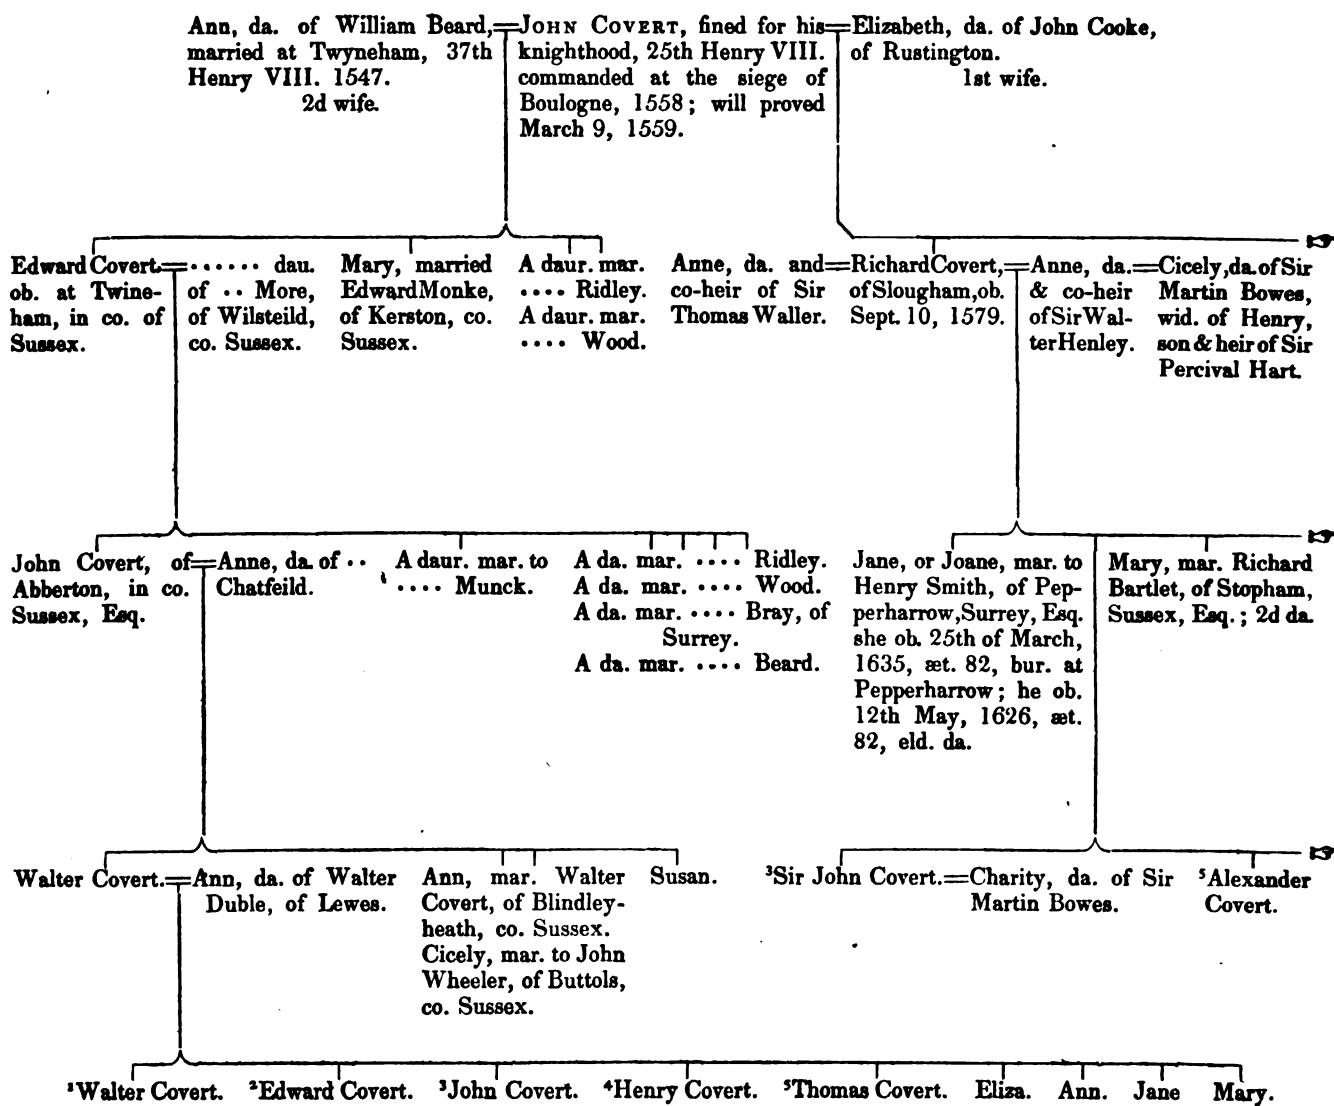 Ann, da. of William Beard,
married at Twyneham, 37th
Henry VIII. 1547.
2d wife.
JOHN COVERT, fined for his
knighthood, 25th Henry VIII.
commanded at the siege of
Boulogne, 1558; will proved
March 9, 1559.
Elizabeth, da. of John Cooke,
of Rustington.
1st wife.
Edward Covert.
ob. at Twine-
ham, in co. of
Sussex.
...... dau.
of .. More,
of Wilsteild,
co. Sussex.
Mary, married
Edward Monke,
of Kerston, co.
Sussex.
A daur. mar.
.... Ridley.
A daur. mar.
.... Wood.
Anne, da. and
co-heir of Sir
Thomas Waller.
Richard Covert,
of Slougham, ob.
Sept. 10, 1579.
Anne, da.
& co-heir
of Sir Wal-
ter Henley.
Cicely, da. of Sir
Martin Bowes,
wid. of Henry,
son & heir of Sir
Percival Hart.
John Covert, of
Abberton, in co.
Sussex, Esq.
Anne, da. of ..
Chatfeild.
A daur. mar. to
.... Munck.
A da. mar. .... Ridley.
A da. mar. .... Wood.
A da. mar. .... Bray, of
Surrey.
A da. mar. .... Beard.
Jane, or Joane, mar. to
Henry Smith, of Pep-
perharrow, Surrey, Esq.
she ob. 25th of March,
1635, æt. 82, bur. at
Pepperharrow; he ob.
12th May, 1626, æt.
82, eld. da.
Mary, mar. Richard
Bartlet, of Stopham,
Sussex, Esq.; 2d da.
Walter Covert.
Ann, da. of Walter
Duble, of Lewes.
Ann, mar. Walter
Covert, of Blindley-
heath, co. Sussex.
Cicely, mar. to John
Wheeler, of Buttols,
co. Sussex.
Susan.
³Sir John Covert.
Charity, da. of Sir
Martin Bowes.
⁵Alexander
Covert.
¹Walter Covert. ²Edward Covert. ³John Covert. ⁴Henry Covert. ⁵Thomas Covert. Eliza. Ann. Jane Mary.